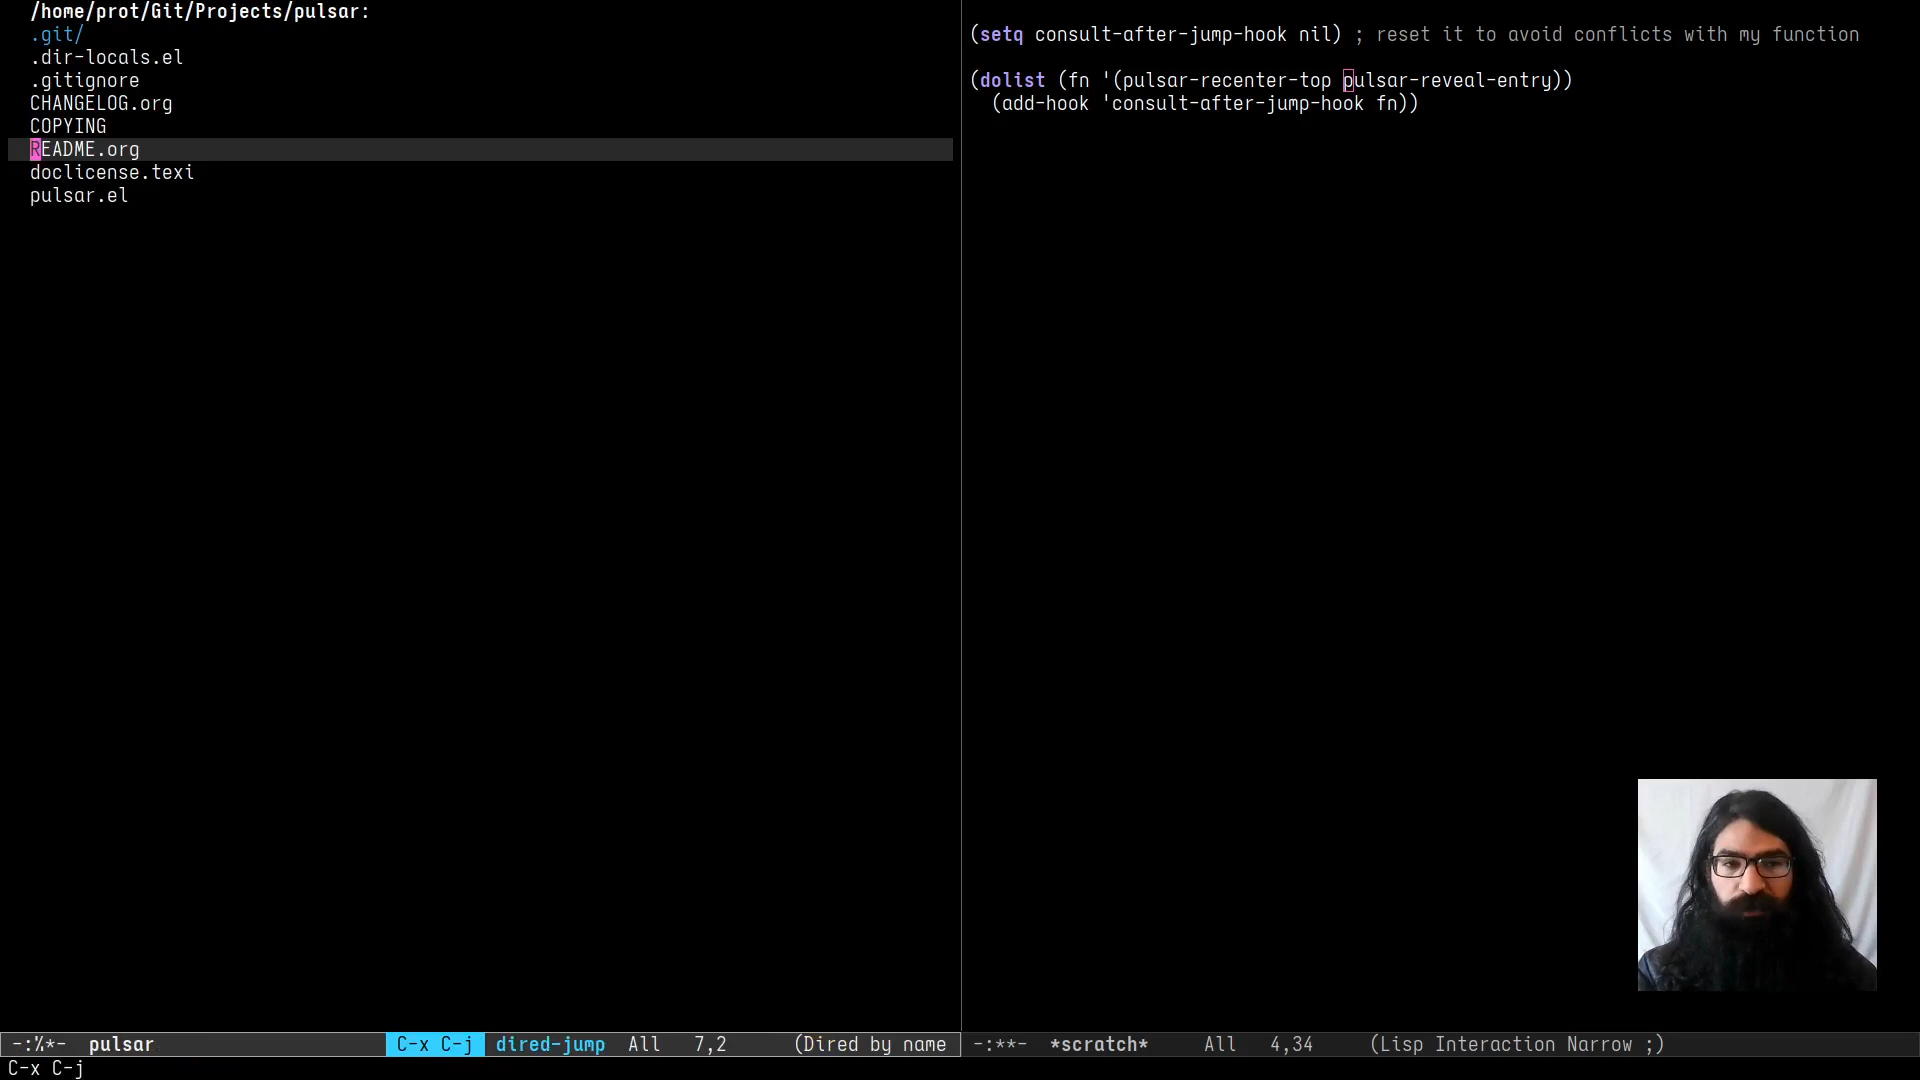 /home/prot/Git/Projects/pulsar:
.git/
.dir-locals.el
.gitignore
CHANGELOG.org
COPYING
README.org
doclicense.texi
pulsar.el
-:%*-  pulsar  C-x C-j  dired-jump  All  7,2  (Dired by name
C-x C-j
(setq consult-after-jump-hook nil) ; reset it to avoid conflicts with my function
(dolist (fn '(pulsar-recenter-top pulsar-reveal-entry))
  (add-hook 'consult-after-jump-hook fn))
-:**-  *scratch*  All  4,34  (Lisp Interaction Narrow ;)